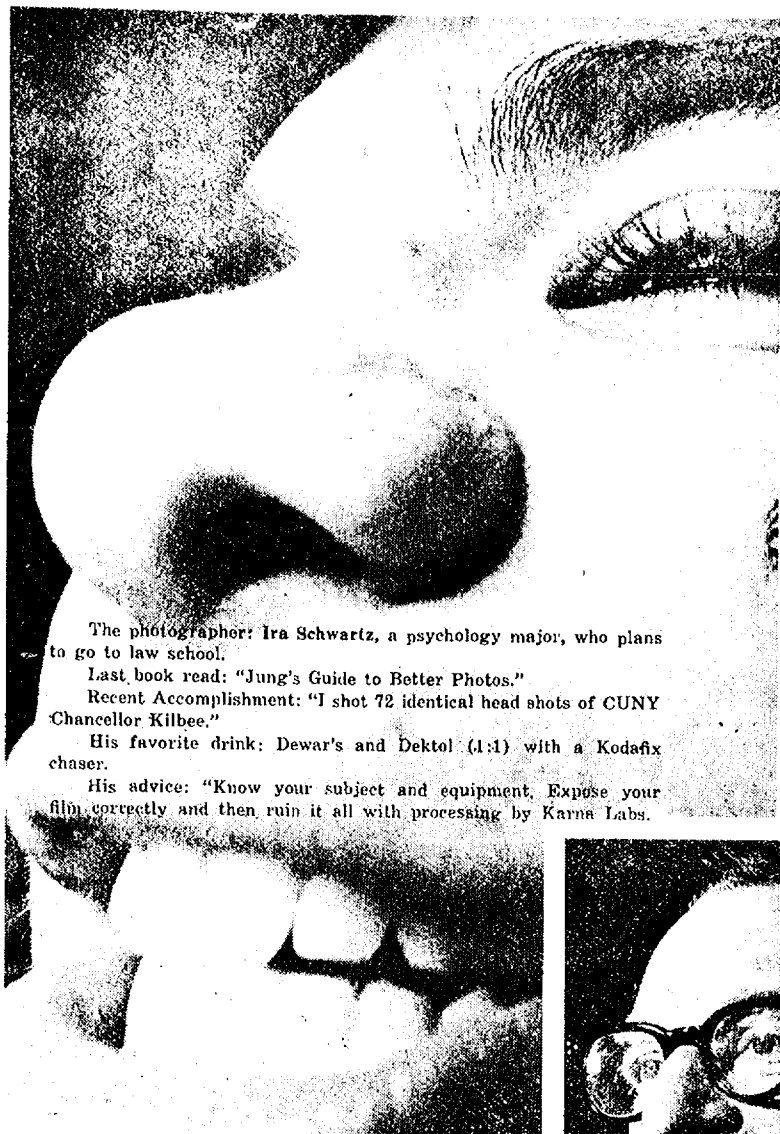 The photographer: Ira Schwartz, a psychology major, who plans
to go to law school.
Last book read: "Jung's Guide to Better Photos."
Recent Accomplishment: "I shot 72 identical head shots of CUNY
Chancellor Kilbee."
His favorite drink: Dewar's and Dektol (1:1) with a Kodafix
chaser.
His advice: "Know your subject and equipment. Expose your
film correctly and then ruin it all with processing by Karna Labs.